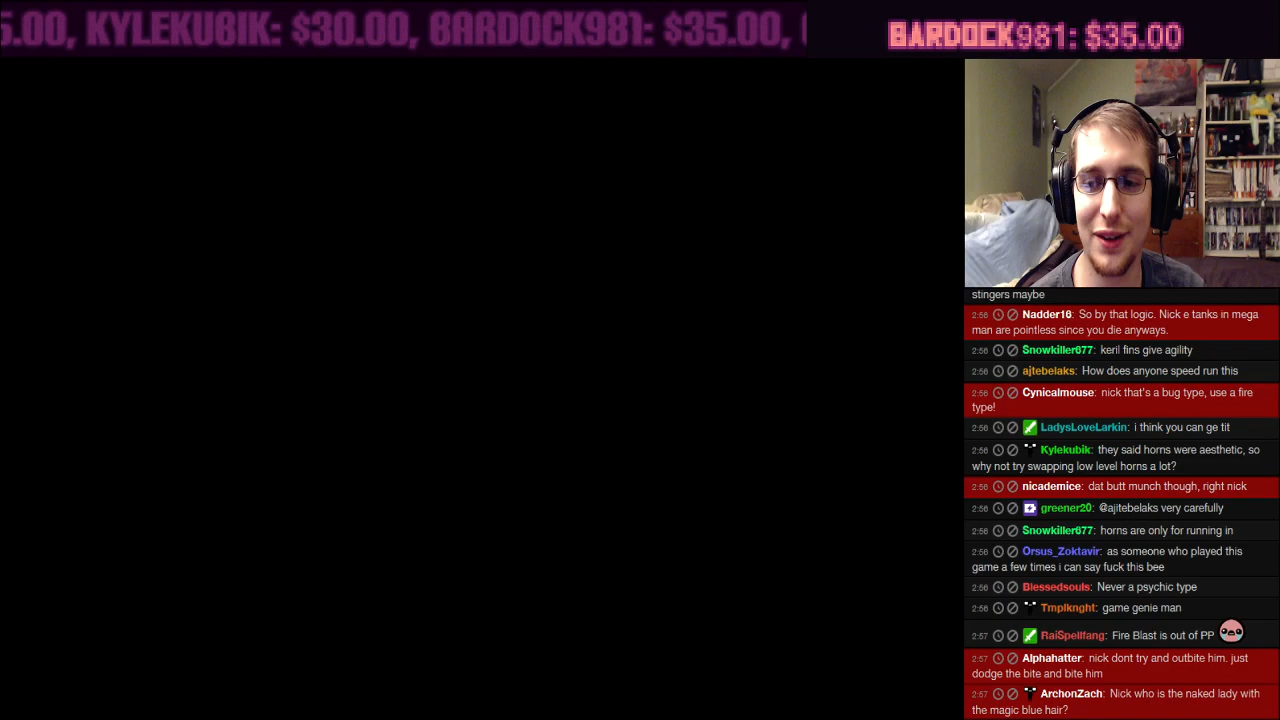 5.00, KYLEKUBIK: $30.00, BARDOCK981: $35.00,
BARDOCK981: $35.00
stingers maybe
2:56 Nadder16: So by that logic. Nick e tanks in mega
man are pointless since you die anyways.
2:56 Snowkiller677: keril fins give agility
2:56 ajtebelaks: How does anyone speed run this
2:56 Cynicalmouse: nick that's a bug type, use a fire
type!
2:56 LadysLoveLarkin: i think you can ge tit
2:56 Kylekubik: they said horns were aesthetic, so
why not try swapping low level horns a lot?
2:56 nicademice: dat butt munch though, right nick
2:56 greener20: @ajitebelaks very carefully
2:56 Snowkiller677: horns are only for running in
2:56 Orsus_Zoktavir: as someone who played this
game a few times i can say fuck this bee
2:56 Blessedsouls: Never a psychic type
2:56 Tmplknght: game genie man
2:57 RaiSpellfang: Fire Blast is out of PP
2:57 Alphahatter: nick dont try and outbite him. just
dodge the bite and bite him
2:57 ArchonZach: Nick who is the naked lady with
the magic blue hair?